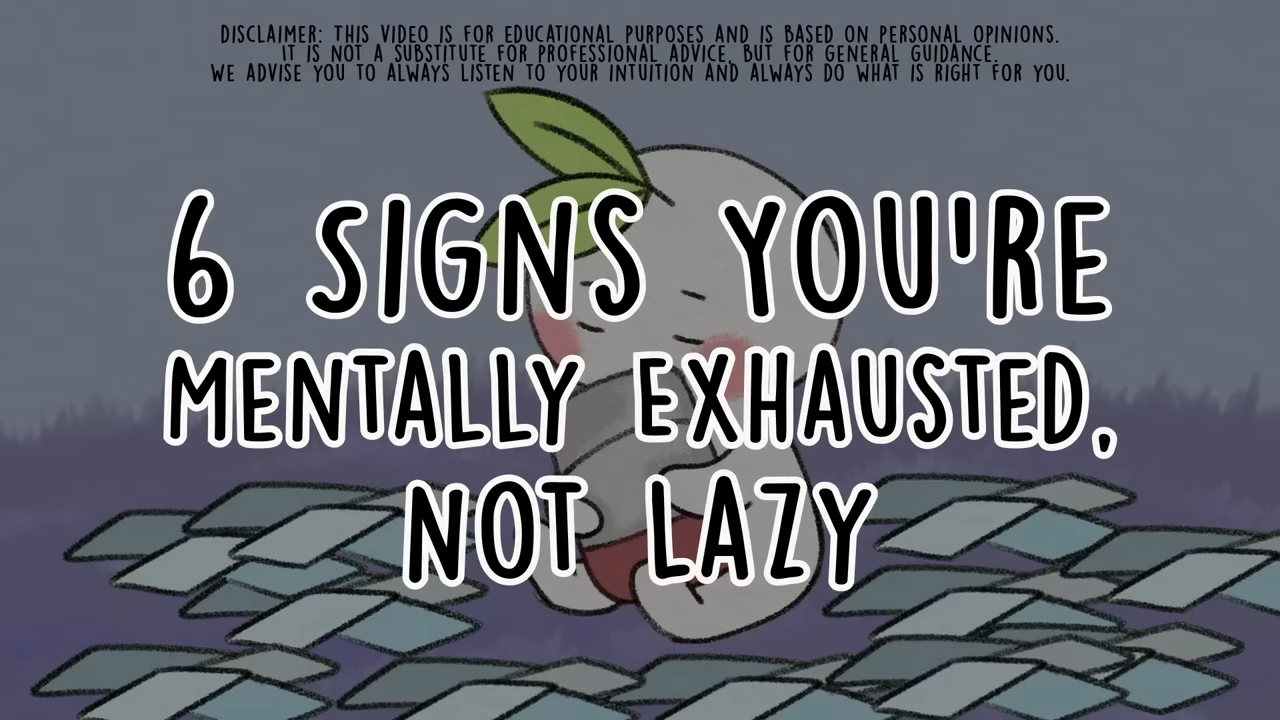 DISCLAIMER: THIS VIDEO IS FOR EDUCATIONAL PURPOSES AND IS BASED ON PERSONAL OPINIONS.
IT IS NOT A SUBSTITUTE FOR PROFESSIONAL ADVICE, BUT FOR GENERAL GUIDANCE.
WE ADVISE YOU TO ALWAYS LISTEN TO YOUR INTUITION AND ALWAYS DO WHAT IS RIGHT FOR YOU.
6 SIGNS YOU'RE
MENTALLY EXHAUSTED,
NOT LAZY